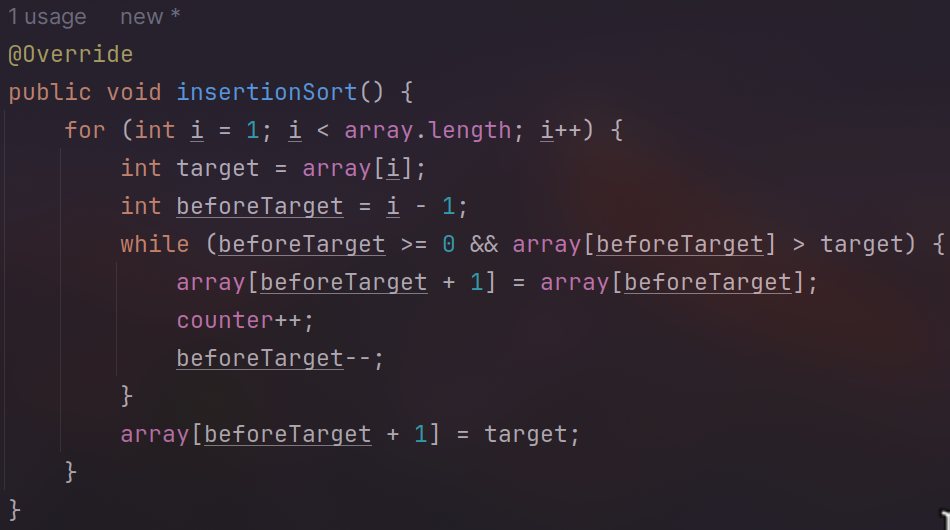 1 usage new *
@Override
public void insertionSort() {
    for (int i = 1; i < array.length; i++) {
        int target = array[i];
        int beforeTarget = i - 1;
        while (beforeTarget >= 0 && array[beforeTarget] > target) {
            array[beforeTarget + 1] = array[beforeTarget];
            counter++;
            beforeTarget--;
        }
        array[beforeTarget + 1] = target;
    }
}